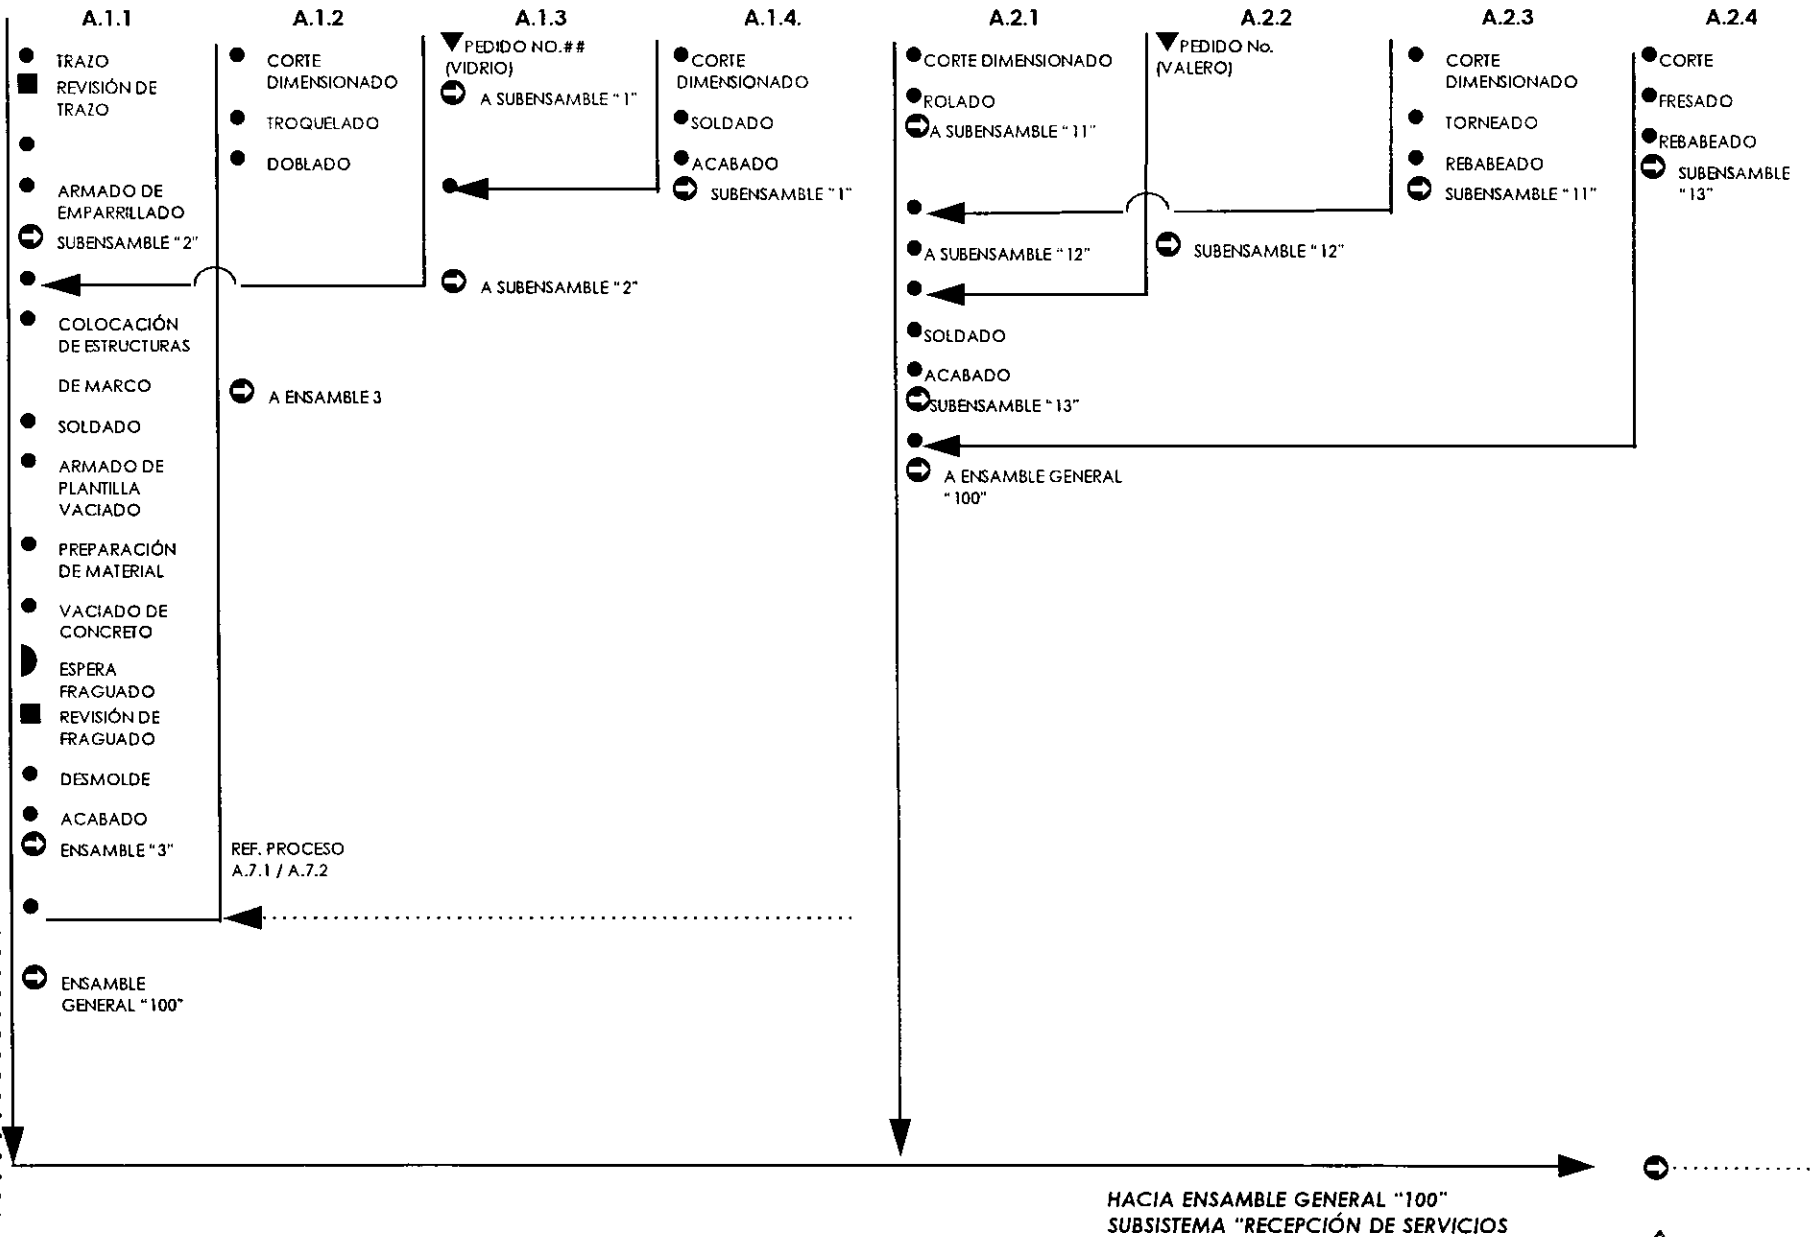 A.1.1
TRAZO
REVISIÓN DE
TRAZO
ARMADO DE
EMPARRILLADO
SUBENSAMBLE "2"
COLOCACIÓN
DE ESTRUCTURAS
DE MARCO
SOLDADO
ARMADO DE
PLANTILLA
VACIADO
PREPARACIÓN
DE MATERIAL
VACIADO DE
CONCRETO
ESPERA
FRAGUADO
REVISIÓN DE
FRAGUADO
DESMOLDE
ACABADO
ENSAMBLE "3"
ENSAMBLE
GENERAL "100"
A.1.2
CORTE
DIMENSIONADO
TROQUELADO
DOBLADO
A ENSAMBLE 3
REF. PROCESO
A.7.1 / A.7.2
A.1.3
PEDIDO NO.##
(VIDRIO)
A SUBENSAMBLE "1"
A SUBENSAMBLE "2"
A.1.4.
CORTE
DIMENSIONADO
SOLDADO
ACABADO
SUBENSAMBLE "1"
A.2.1
CORTE DIMENSIONADO
ROLADO
A SUBENSAMBLE "11"
A SUBENSAMBLE "12"
SOLDADO
ACABADO
SUBENSAMBLE "13"
A ENSAMBLE GENERAL
"100"
A.2.2
PEDIDO No.
(VALERO)
SUBENSAMBLE "12"
A.2.3
CORTE
DIMENSIONADO
TORNEADO
REBABEADO
SUBENSAMBLE "11"
A.2.4
CORTE
FRESADO
REBABEADO
SUBENSAMBLE
"13"
HACIA ENSAMBLE GENERAL "100"
SUBSISTEMA "RECEPCIÓN DE SERVICIOS